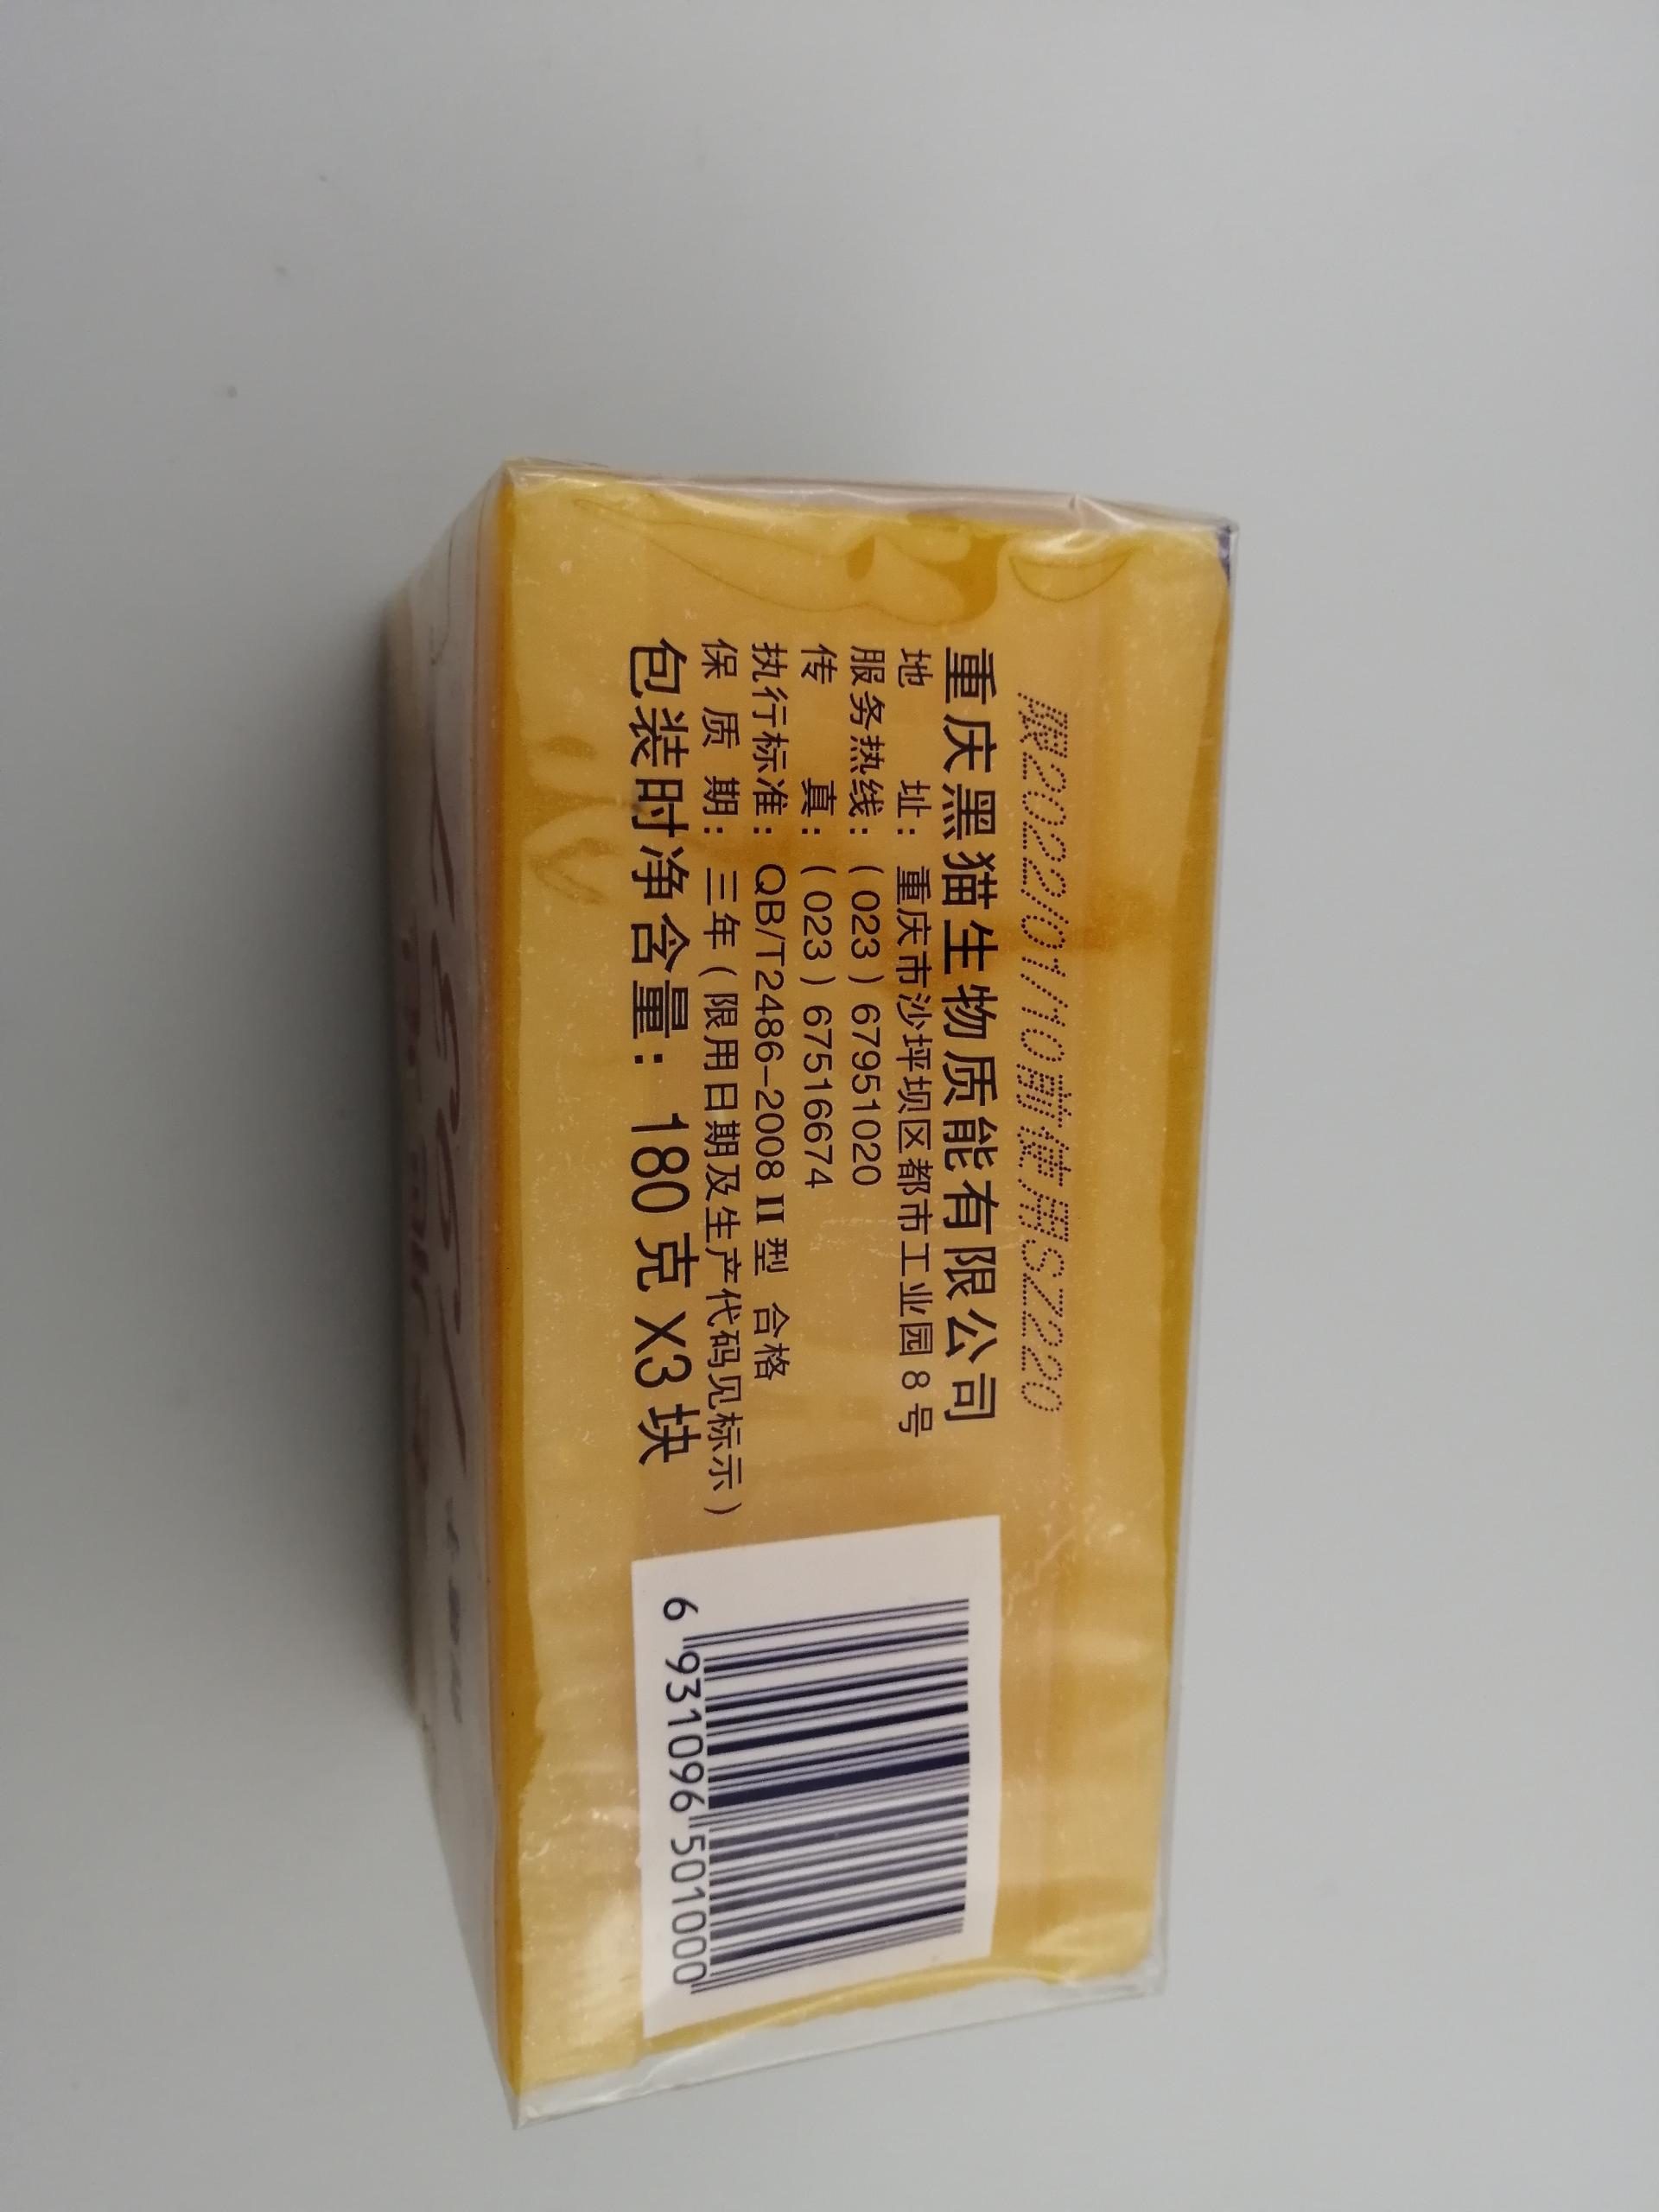 限2022/01/10前使用SZ220
重庆黑猫生物质能有限公司
地 址：重庆市沙坪坝区都市工业园8号
服务热线：（023）67951020
传 真：（023）67516674
执行标准：QB/T2486-2008 II 型 合格
保 质 期：三年（限用日期及生产代码见标示）
包装时净含量：180克X3块
6 931096 501000